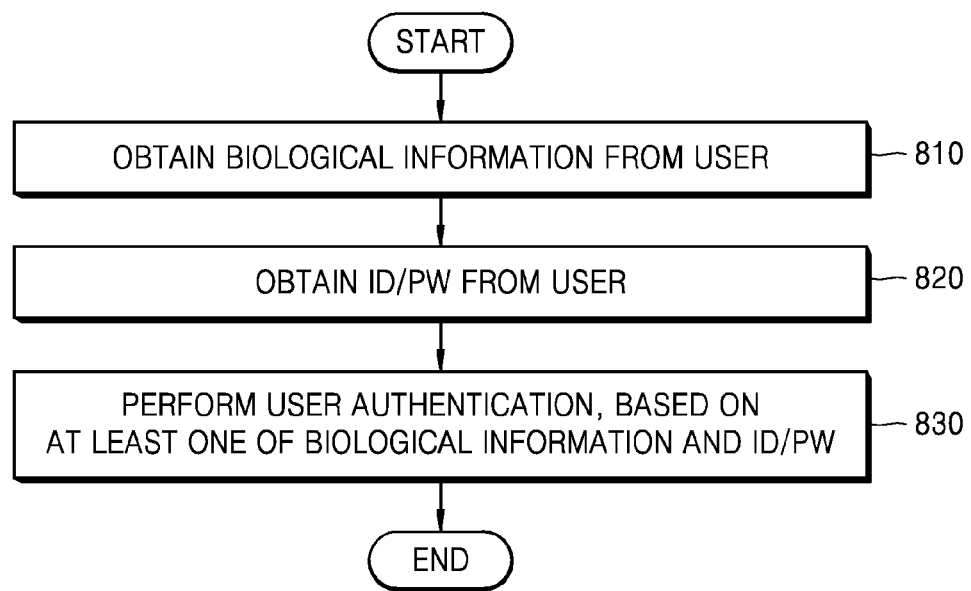 START
OBTAIN BIOLOGICAL INFORMATION FROM USER
810
OBTAIN ID/PW FROM USER
820
PERFORM USER AUTHENTICATION, BASED ON
AT LEAST ONE OF BIOLOGICAL INFORMATION AND ID/PW
830
END